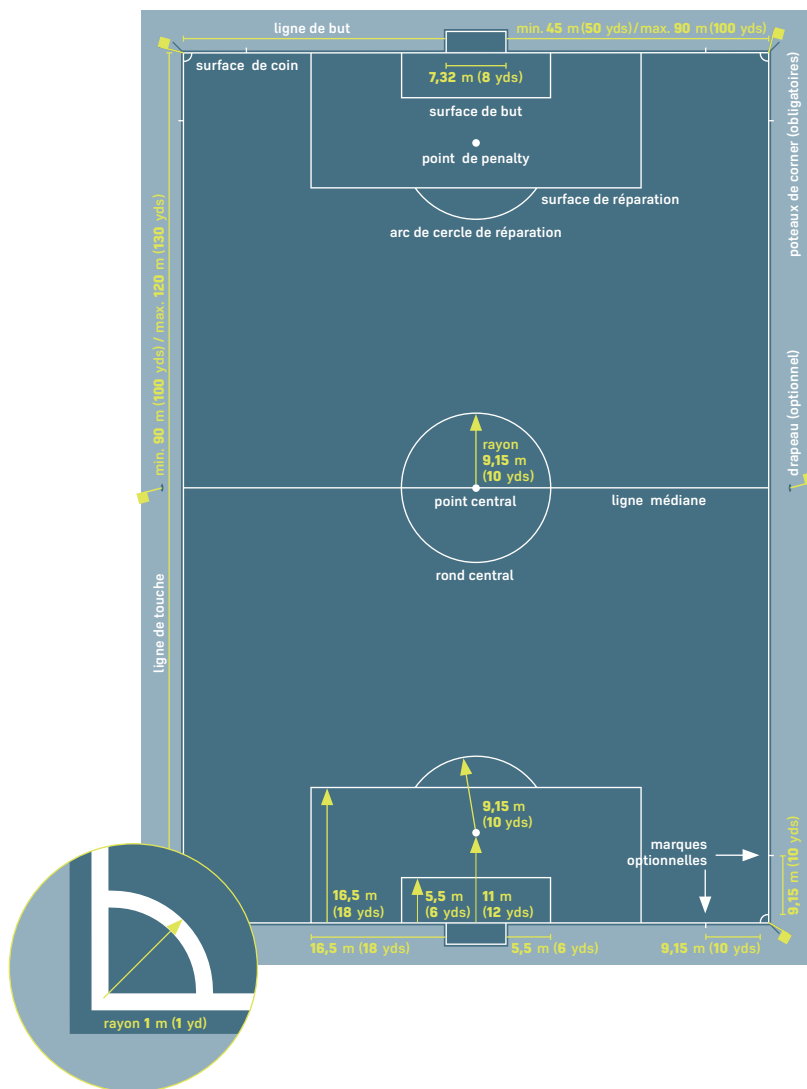 ligne de but
min. 45 m (50 yds) / max. 90 m (100 yds)
surface de coin
7,32 m (8 yds)
surface de but
point de penalty
surface de réparation
arc de cercle de réparation
poteaux de corner (obligatoires)
min. 90 m (100 yds) / max. 120 m (130 yds)
drapeau (optionnel)
rayon
9,15 m
(10 yds)
point central
ligne médiane
rond central
ligne de touche
9,15 m
(10 yds)
marques
optionnelles
9,15 m (10 yds)
16,5 m
(18 yds)
5,5 m
(6 yds)
11 m
(12 yds)
16,5 m (18 yds)
5,5 m (6 yds)
9,15 m (10 yds)
rayon 1 m (1 yd)